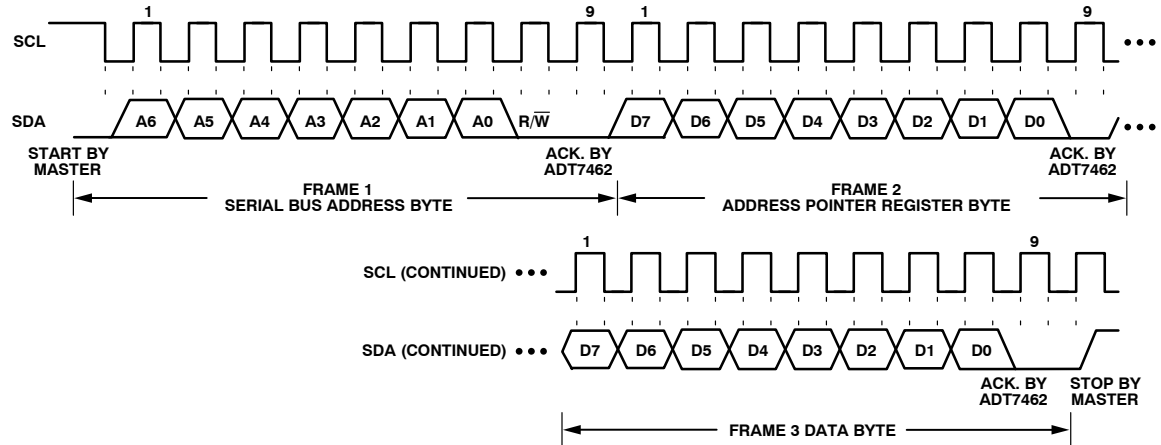 1 9 1 9
SCL
SDA A6 A5 A4 A3 A2 A1 A0 R/W̅ D7 D6 D5 D4 D3 D2 D1 D0
START BY
MASTER
ACK. BY
ADT7462
ACK. BY
ADT7462
FRAME 1
SERIAL BUS ADDRESS BYTE
FRAME 2
ADDRESS POINTER REGISTER BYTE
1 9
SCL (CONTINUED)
SDA (CONTINUED) D7 D6 D5 D4 D3 D2 D1 D0
ACK. BY
ADT7462
STOP BY
MASTER
FRAME 3 DATA BYTE